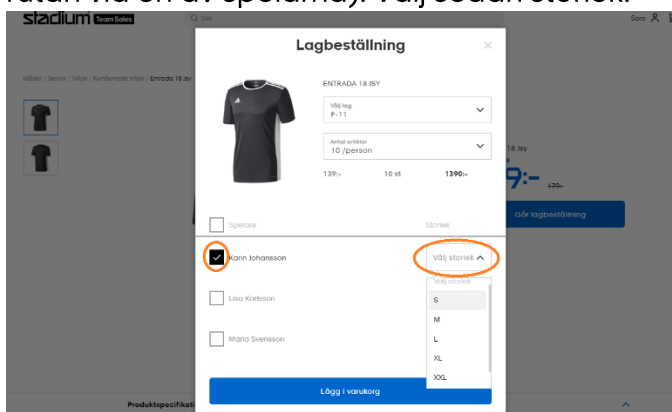 rutan vid en av spelarna). Välj sedan storlek.
stadium Team Sales
Sök
Sara
Lagbeställning
Kläder / Senior / Tröjor / Kortärmade tröjor / Entrada 18 Jsy
ENTRADA 18 JSY
Välj lag
F-11
Antal artiklar
10 /person
139:- 10 st 1390:-
18 Jsy
9:- 179:-
Gör lagbeställning
Spelare Storlek
Karin Johansson Välj storlek
Välj storlek
S
Lisa Karlsson
M
Maria Svensson
L
XL
XXL
Lägg i varukorg
Produktspecifikati